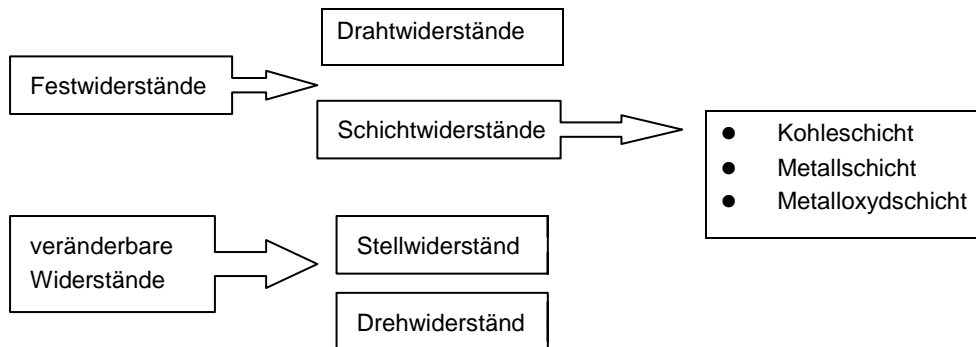 Drahtwiderstände
Festwiderstände
Schichtwiderstände
● Kohleschicht
● Metallschicht
● Metalloxydschicht
veränderbare
Widerstände
Stellwiderständ
Drehwiderständ